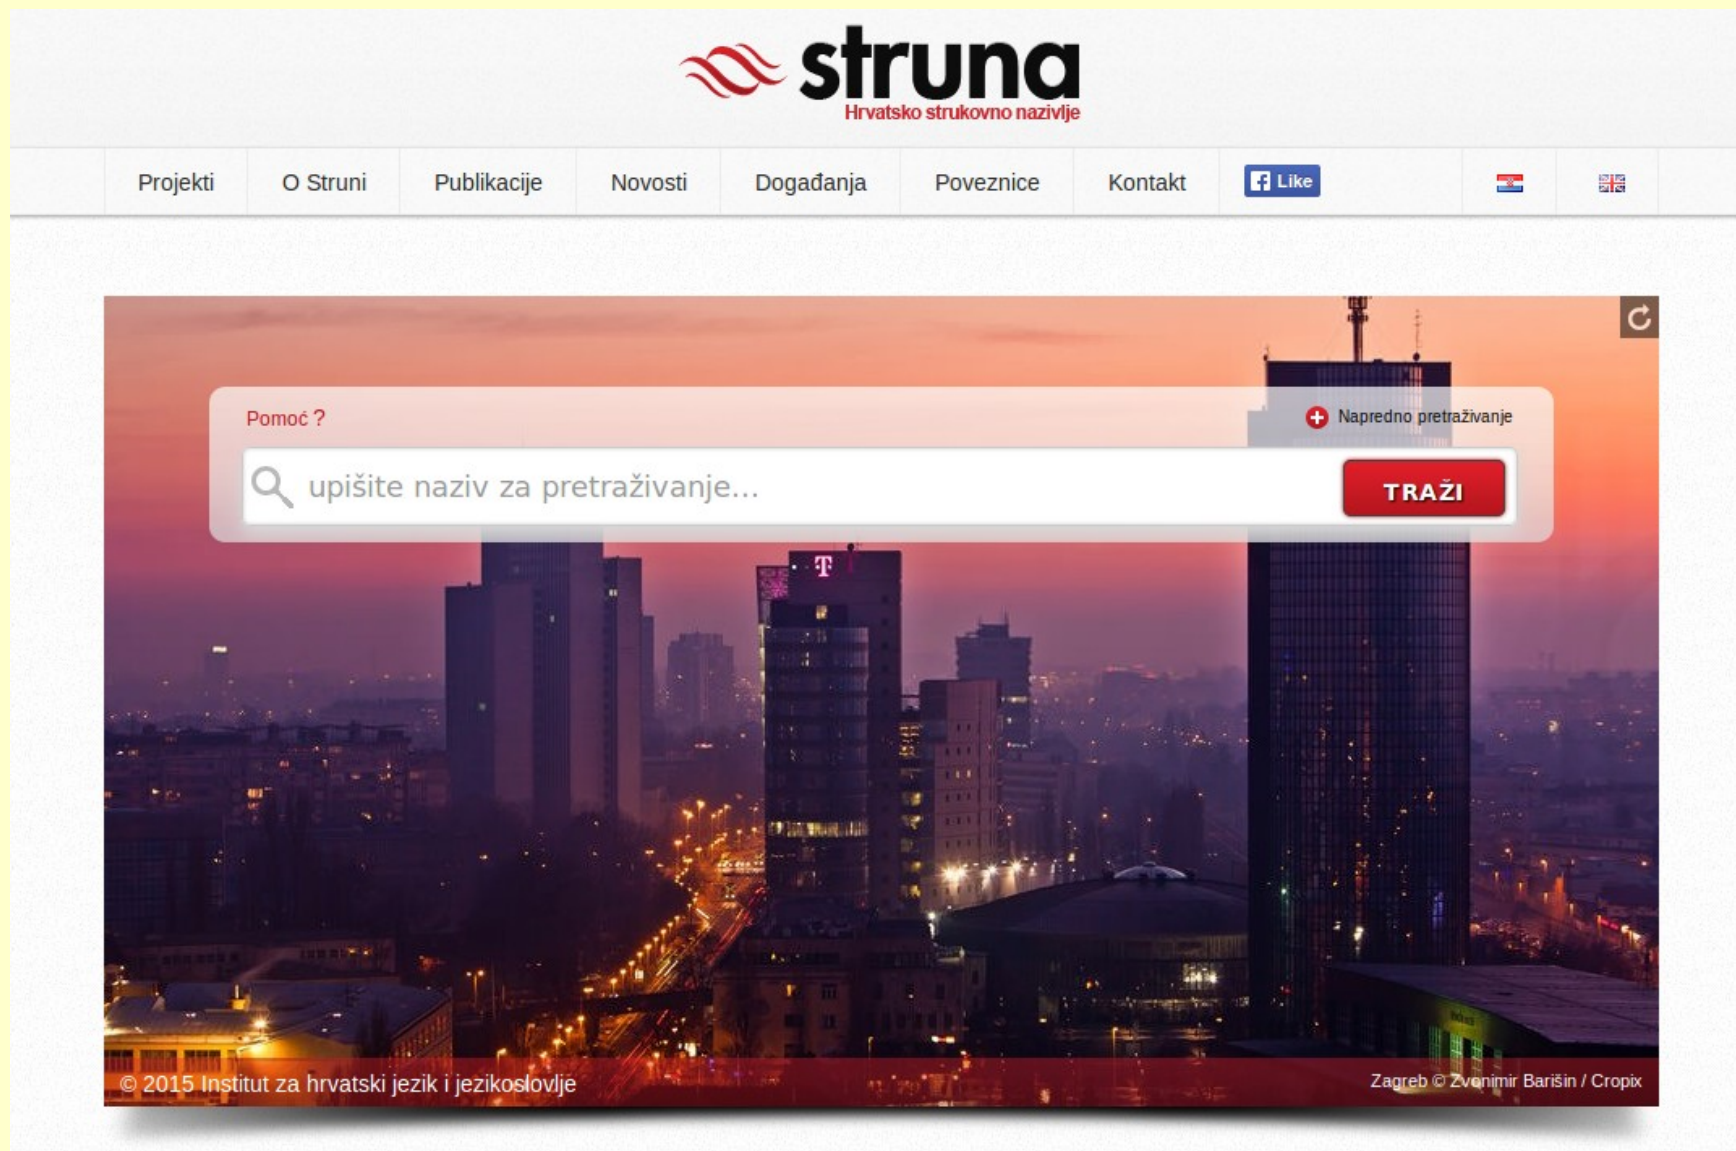 struna
Hrvatsko strukovno nazivlje
Projekti O Struni Publikacije Novosti Događanja Poveznice Kontakt Like
Pomoć ? Napredno pretraživanje
upišite naziv za pretraživanje... TRAŽI
T
© 2015 Institut za hrvatski jezik i jezikoslovlje
Zagreb © Zvonimir Barišin / Cropix